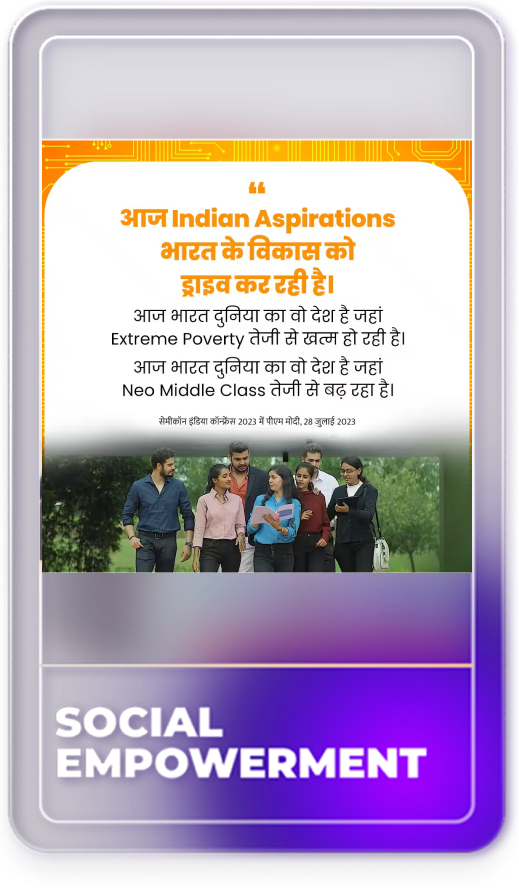 “
आज Indian Aspirations
भारत के विकास को
ड्राइव कर रही है।
आज भारत दुनिया का वो देश है जहां
Extreme Poverty तेजी से खत्म हो रही है।
आज भारत दुनिया का वो देश है जहां
Neo Middle Class तेजी से बढ़ रहा है।
सेमीकॉन इंडिया कॉन्फ्रेंस 2023 में पीएम मोदी, 28 जुलाई 2023
SOCIAL
EMPOWERMENT